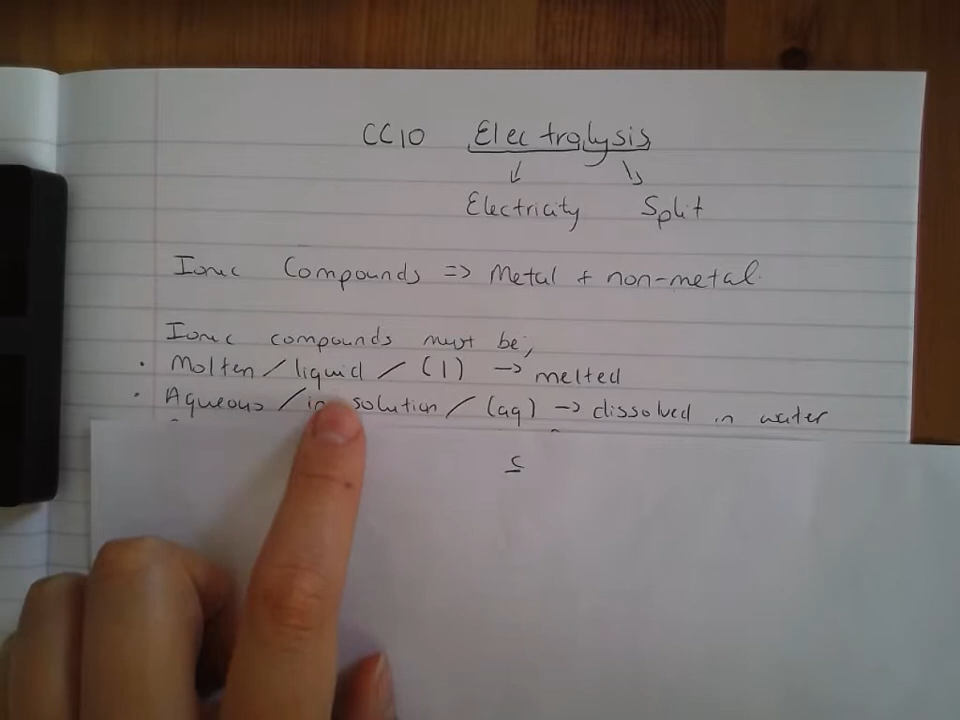 CC10 Electrolysis
Electricity Split
Ionic Compounds => Metal + non-metal.
Ionic compounds must be;
• Molten / liquid / (l) → melted
• Aqueous / in solution / (aq) → dissolved in water